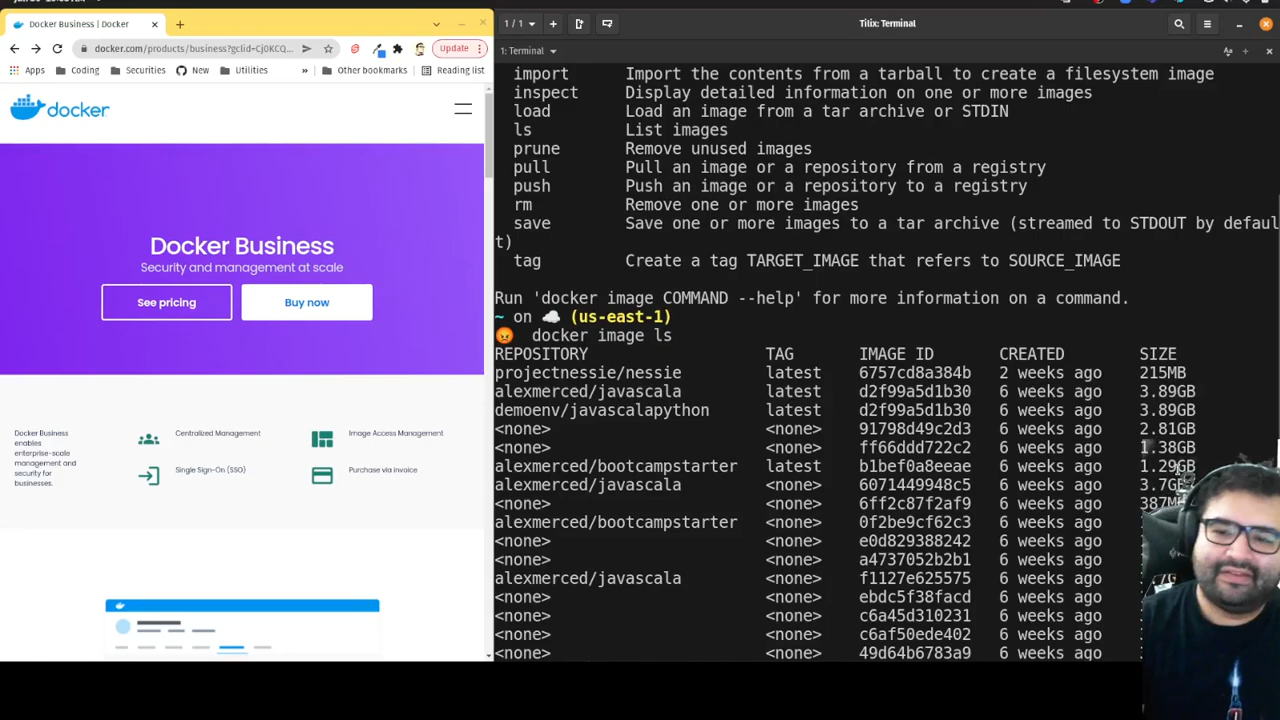 Docker Business | Docker
docker.com/products/business?gclid=Cj0KCQ...
Update
Apps
Coding
Securities
New
Utilities
»
Other bookmarks
Reading list
docker
Docker Business
Security and management at scale
See pricing
Buy now
Docker Business
enables
enterprise-scale
management and
security for
businesses.
Centralized Management
Image Access Management
Single Sign-On (SSO)
Purchase via invoice
1 / 1
Tilix: Terminal
1: Terminal
import Import the contents from a tarball to create a filesystem image
inspect Display detailed information on one or more images
load Load an image from a tar archive or STDIN
ls List images
prune Remove unused images
pull Pull an image or a repository from a registry
push Push an image or a repository to a registry
rm Remove one or more images
save Save one or more images to a tar archive (streamed to STDOUT by defaul
t)
tag Create a tag TARGET_IMAGE that refers to SOURCE_IMAGE
Run 'docker image COMMAND --help' for more information on a command.
~ on ☁️ (us-east-1)
😡 docker image ls
REPOSITORY TAG IMAGE ID CREATED SIZE
projectnessie/nessie latest 6757cd8a384b 2 weeks ago 215MB
alexmerced/javascala latest d2f99a5d1b30 6 weeks ago 3.89GB
demoenv/javascalapython latest d2f99a5d1b30 6 weeks ago 3.89GB
<none> <none> 91798d49c2d3 6 weeks ago 2.81GB
<none> <none> ff66d0f722c2 6 weeks ago 1.38GB
alexmerced/bootcampstarter latest b1bef0a8eeae 6 weeks ago 1.29GB
alexmerced/javascala <none> 6071449948c5 6 weeks ago
<none> <none> 6ff2c87f2af9 6 weeks ago
alexmerced/bootcampstarter <none> 0f2be9cf62c3 6 weeks ago
<none> <none> e0d829388242 6 weeks ago
<none> <none> a4737052b2b1 6 weeks ago
alexmerced/javascala <none> f1127e625575 6 weeks ago
<none> <none> ebdc5f38facd 6 weeks ago
<none> <none> c6a45d310231 6 weeks ago
<none> <none> c6af50ede402 6 weeks ago
<none> <none> 49d64b6783a9 6 weeks ago